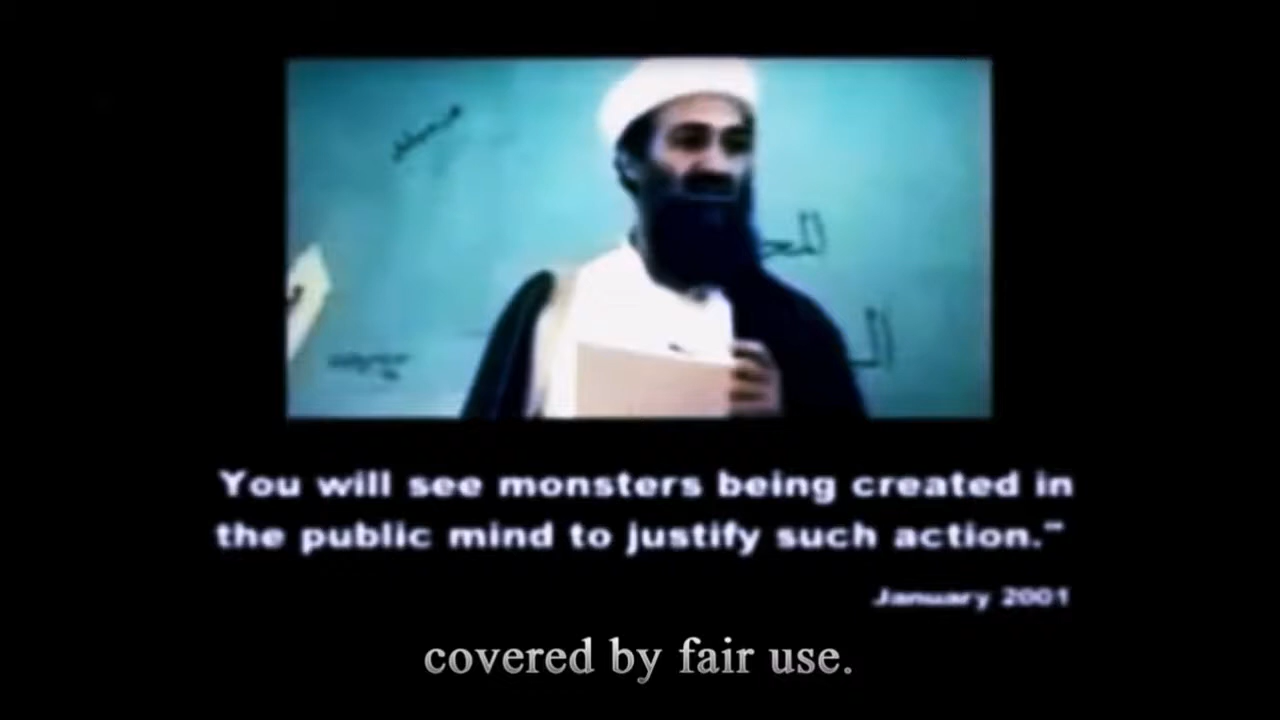 You will see monsters being created in
the public mind to justify such action."
January 2001
covered by fair use.